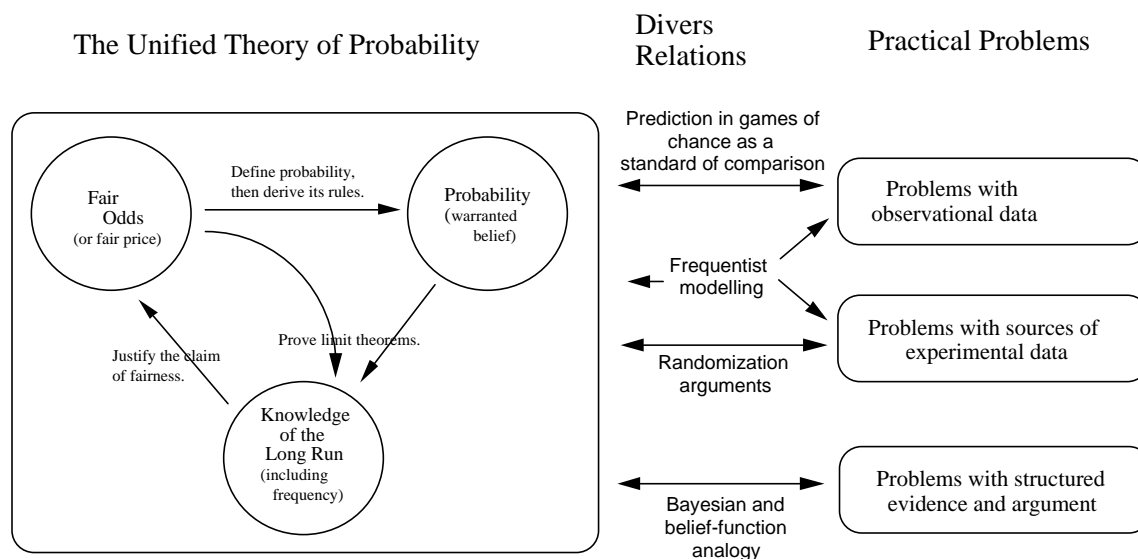 The Unified Theory of Probability
Divers
Relations
Practical Problems
Fair
Odds
(or fair price)
Define probability,
then derive its rules.
Probability
(warranted
belief)
Justify the claim
of fairness.
Prove limit theorems.
Knowledge
of the
Long Run
(including
frequency)
Prediction in games of
chance as a
standard of comparison
Frequentist
modelling
Randomization
arguments
Bayesian and
belief-function
analogy
Problems with
observational data
Problems with sources of
experimental data
Problems with structured
evidence and argument